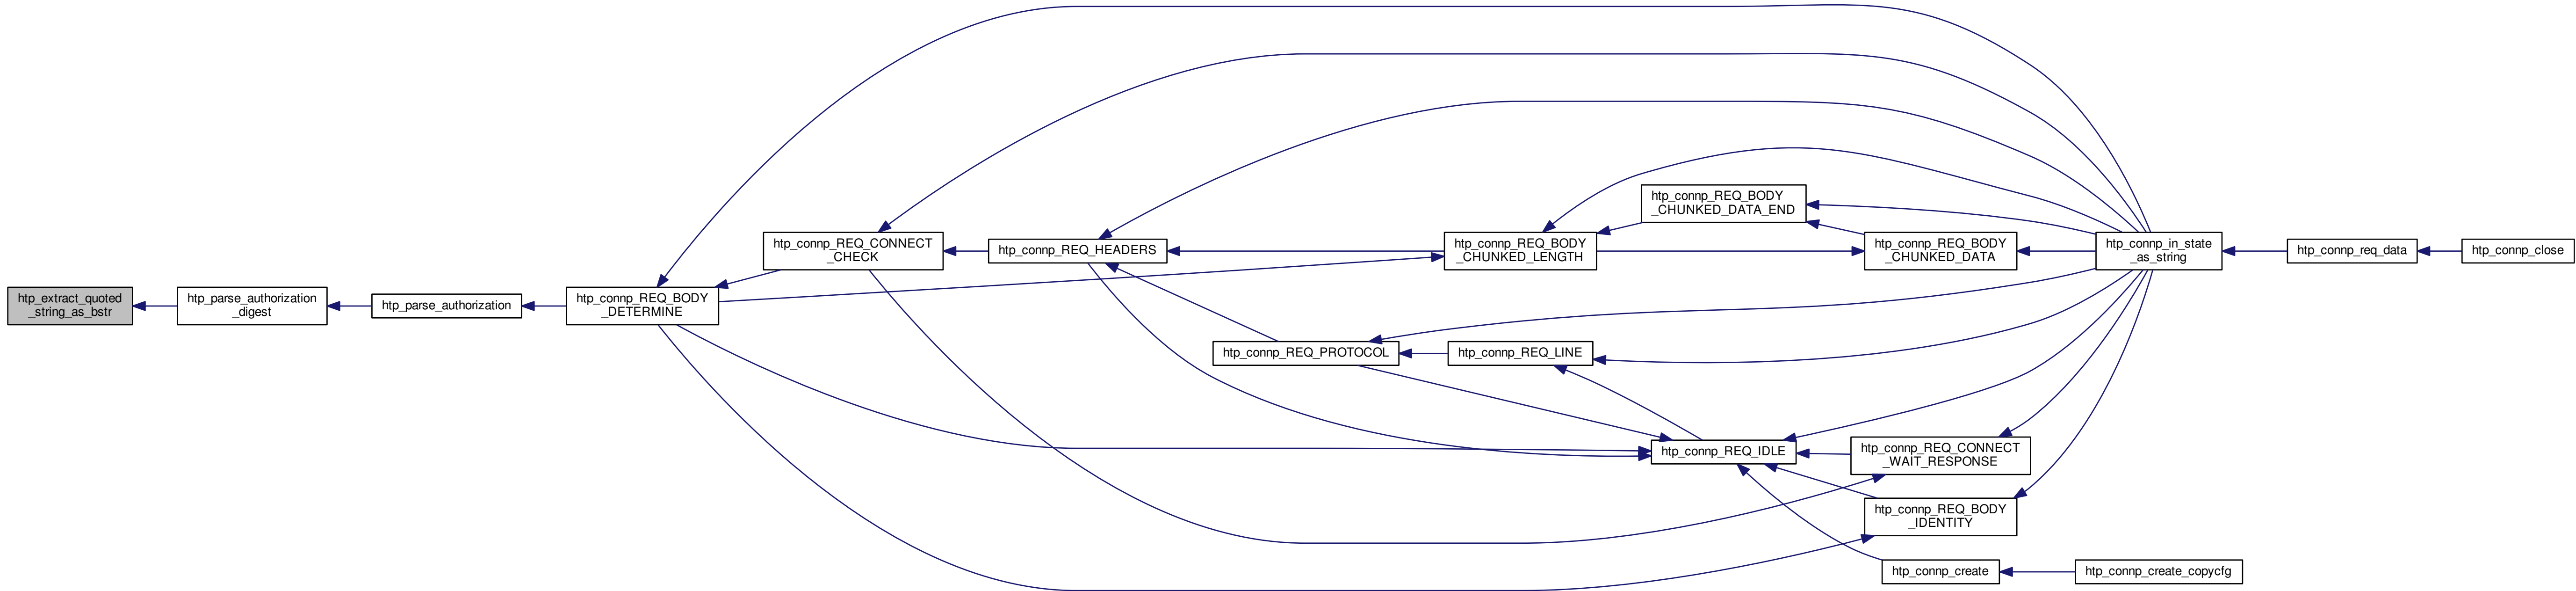 htp_extract_quoted
_string_as_bstr
htp_parse_authorization
_digest
htp_parse_authorization
htp_connp_REQ_BODY
_DETERMINE
htp_connp_REQ_CONNECT
_CHECK
htp_connp_REQ_HEADERS
htp_connp_REQ_BODY
_CHUNKED_LENGTH
htp_connp_REQ_BODY
_CHUNKED_DATA_END
htp_connp_REQ_BODY
_CHUNKED_DATA
htp_connp_in_state
_as_string
htp_connp_req_data
htp_connp_close
htp_connp_REQ_PROTOCOL
htp_connp_REQ_LINE
htp_connp_REQ_IDLE
htp_connp_REQ_CONNECT
_WAIT_RESPONSE
htp_connp_REQ_BODY
_IDENTITY
htp_connp_create
htp_connp_create_copycfg